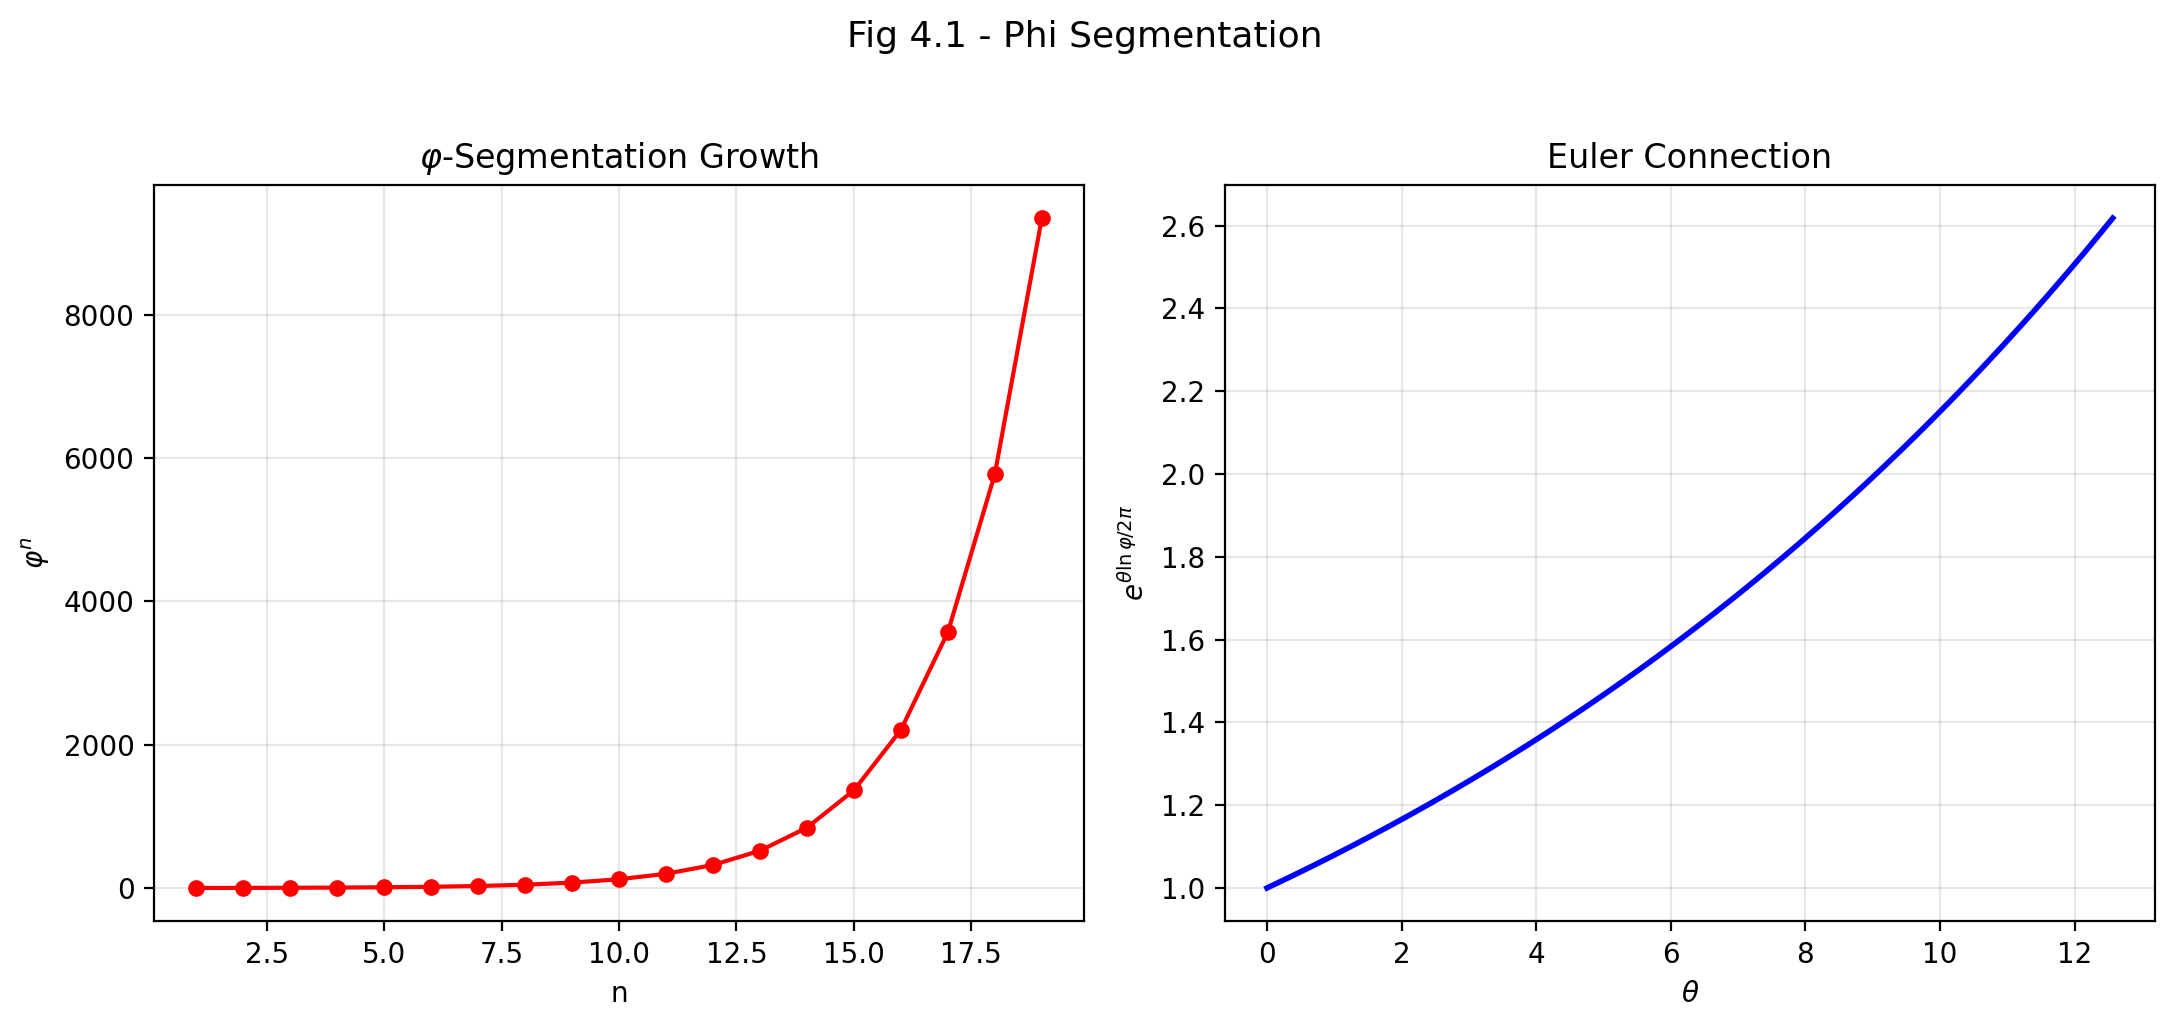 Fig 4.1 - Phi Segmentation
φ-Segmentation Growth
φⁿ
8000
6000
4000
2000
0
2.5 5.0 7.5 10.0 12.5 15.0 17.5
n
Euler Connection
e^{θ ln φ/2π}
2.6
2.4
2.2
2.0
1.8
1.6
1.4
1.2
1.0
0 2 4 6 8 10 12
θ